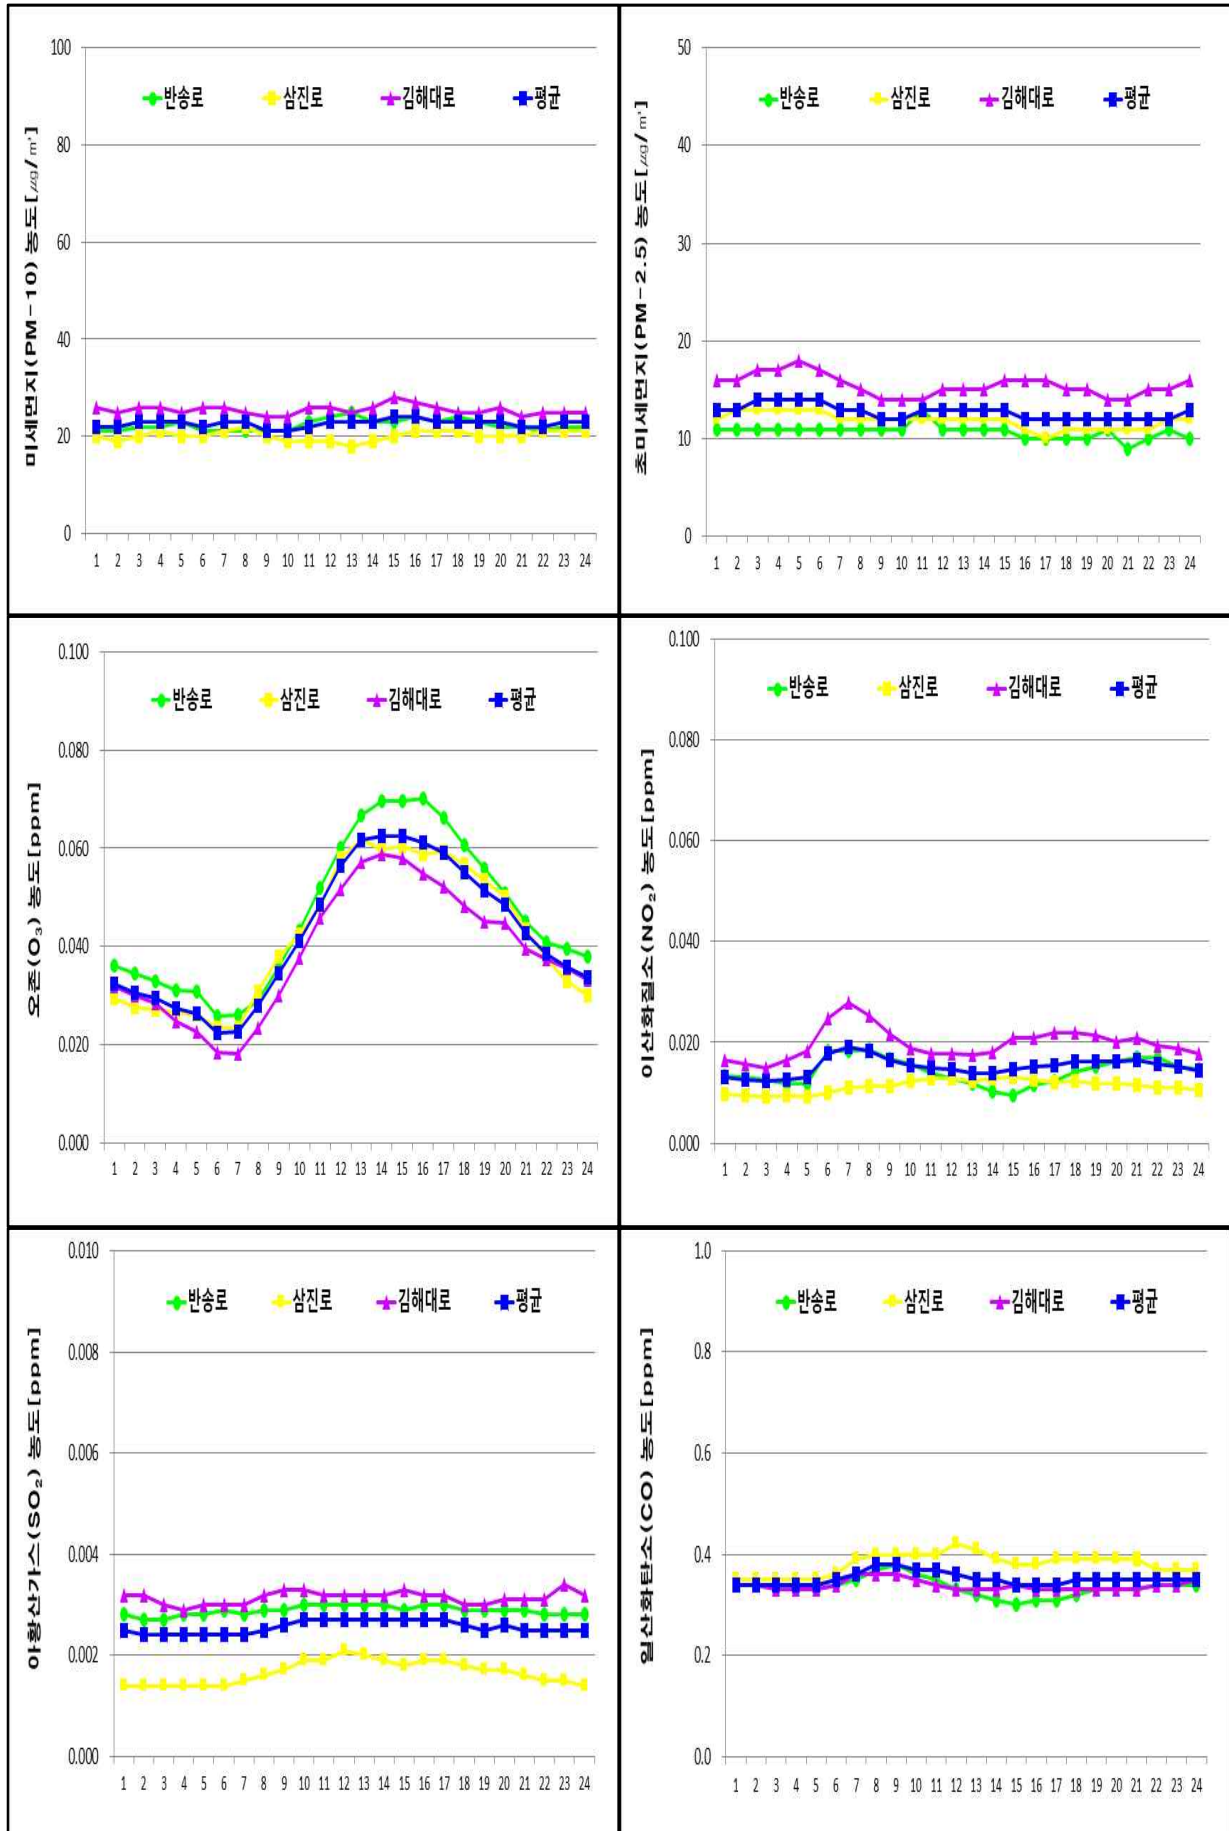 미세먼지(PM-10) 농도[㎍/㎥]
100
80
60
40
20
0
반송로 삼진로 김해대로 평균
1 2 3 4 5 6 7 8 9 10 11 12 13 14 15 16 17 18 19 20 21 22 23 24
초미세먼지(PM-2.5) 농도[㎍/㎥]
50
40
30
20
10
0
반송로 삼진로 김해대로 평균
1 2 3 4 5 6 7 8 9 10 11 12 13 14 15 16 17 18 19 20 21 22 23 24
오존(O₃) 농도[ppm]
0.100
0.080
0.060
0.040
0.020
0.000
반송로 삼진로 김해대로 평균
1 2 3 4 5 6 7 8 9 10 11 12 13 14 15 16 17 18 19 20 21 22 23 24
이산화질소(NO₂) 농도[ppm]
0.100
0.080
0.060
0.040
0.020
0.000
반송로 삼진로 김해대로 평균
1 2 3 4 5 6 7 8 9 10 11 12 13 14 15 16 17 18 19 20 21 22 23 24
아황산가스(SO₂) 농도[ppm]
0.010
0.008
0.006
0.004
0.002
0.000
반송로 삼진로 김해대로 평균
1 2 3 4 5 6 7 8 9 10 11 12 13 14 15 16 17 18 19 20 21 22 23 24
일산화탄소(CO) 농도[ppm]
1.0
0.8
0.6
0.4
0.2
0.0
반송로 삼진로 김해대로 평균
1 2 3 4 5 6 7 8 9 10 11 12 13 14 15 16 17 18 19 20 21 22 23 24